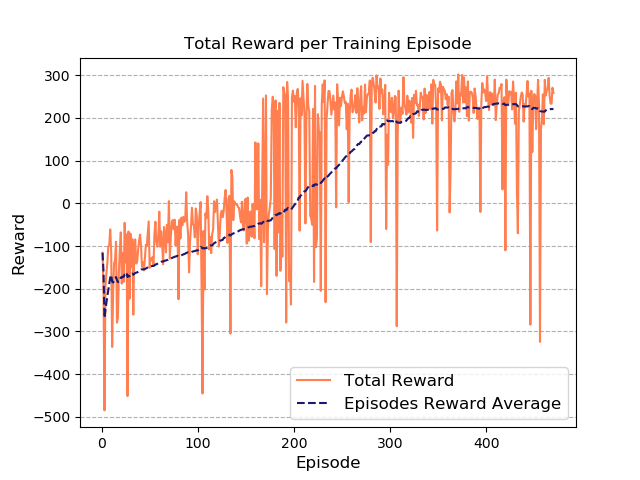 Total Reward per Training Episode
Reward
300
200
100
0
−100
−200
−300
−400
−500
0 100 200 300 400
Episode
Total Reward
Episodes Reward Average